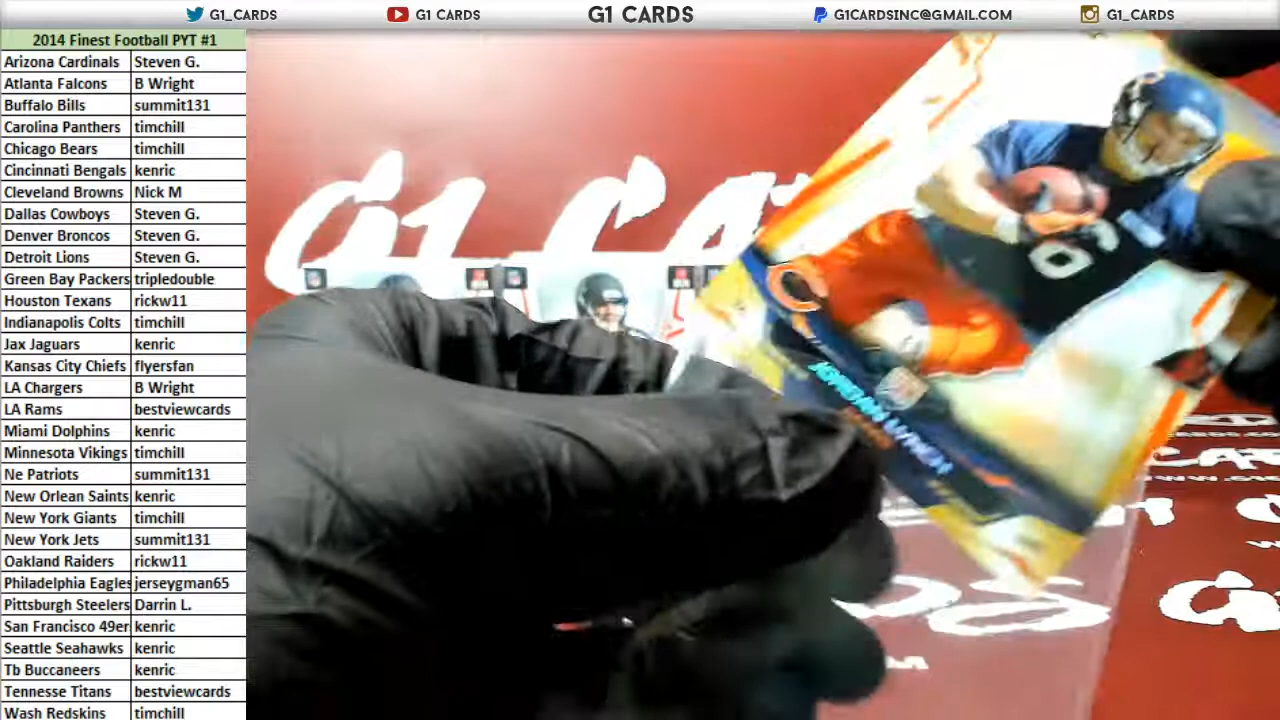 G1_CARDS G1 CARDS G1 CARDS G1CARDSINC@GMAIL.COM G1_CARDS
2014 Finest Football PYT #1
Arizona Cardinals Steven G.
Atlanta Falcons B Wright
Buffalo Bills summit131
Carolina Panthers timchill
Chicago Bears timchill
Cincinnati Bengals kenric
Cleveland Browns Nick M
Dallas Cowboys Steven G.
Denver Broncos Steven G.
Detroit Lions Steven G.
Green Bay Packers tripledouble
Houston Texans rickw11
Indianapolis Colts timchill
Jax Jaguars kenric
Kansas City Chiefs flyersfan
LA Chargers B Wright
LA Rams bestviewcards
Miami Dolphins kenric
Minnesota Vikings timchill
Ne Patriots summit131
New Orlean Saints kenric
New York Giants timchill
New York Jets summit131
Oakland Raiders rickw11
Philadelphia Eagles jerseygman65
Pittsburgh Steelers Darrin L.
San Francisco 49er kenric
Seattle Seahawks kenric
Tb Buccaneers kenric
Tennesse Titans bestviewcards
Wash Redskins timchill
G1 CA
JORDAN LYNCH